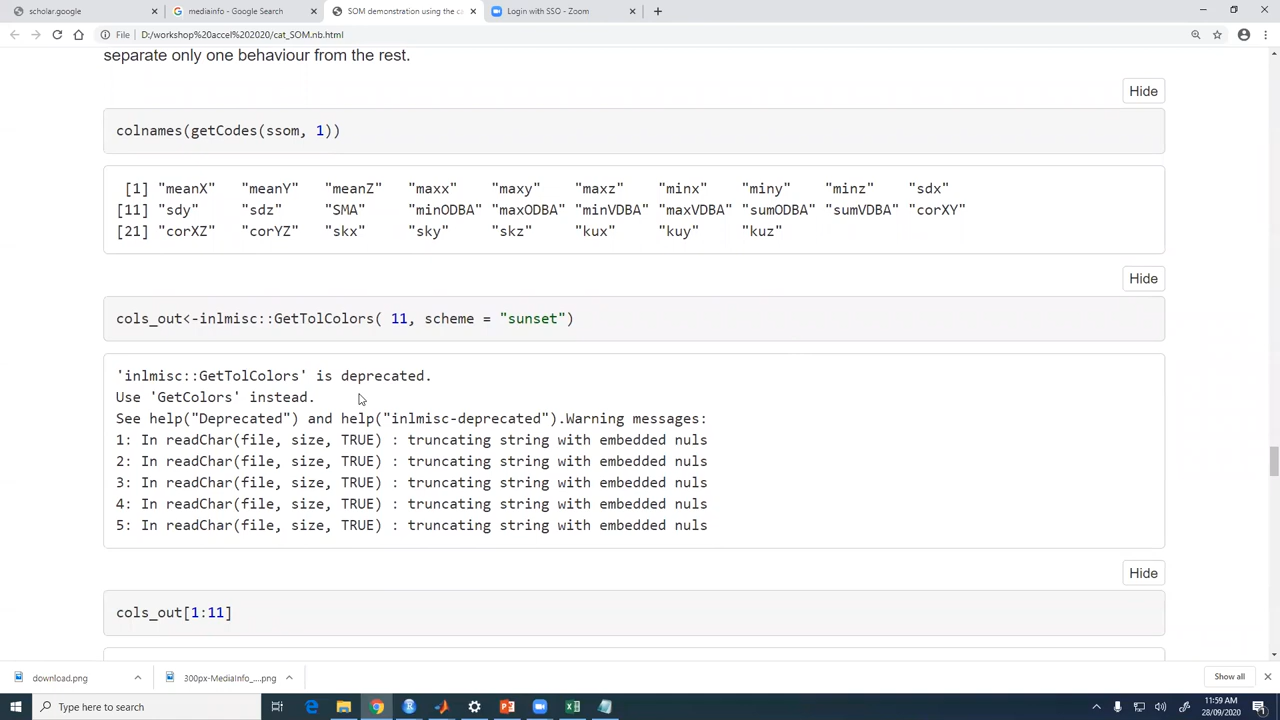 scholar.google
mediainfo - Google Search
SOM demonstration using the ca
Login with SSO - Zoom
File
D:/workshop%20accel%202020/cat_SOM.nb.html
separate only one behaviour from the rest.
Hide
colnames(getCodes(ssom, 1))
[1] "meanX" "meanY" "meanZ" "maxx" "maxy" "maxz" "minx" "miny" "minz" "sdx"
[11] "sdy" "sdz" "SMA" "minODBA" "maxODBA" "minVDBA" "maxVDBA" "sumODBA" "sumVDBA" "corXY"
[21] "corXZ" "corYZ" "skx" "sky" "skz" "kux" "kuy" "kuz"
Hide
cols_out<-inlmisc::GetTolColors( 11, scheme = "sunset")
'inlmisc::GetTolColors' is deprecated.
Use 'GetColors' instead.
See help("Deprecated") and help("inlmisc-deprecated").Warning messages:
1: In readChar(file, size, TRUE) : truncating string with embedded nuls
2: In readChar(file, size, TRUE) : truncating string with embedded nuls
3: In readChar(file, size, TRUE) : truncating string with embedded nuls
4: In readChar(file, size, TRUE) : truncating string with embedded nuls
5: In readChar(file, size, TRUE) : truncating string with embedded nuls
Hide
cols_out[1:11]
download.png
300px-MediaInfo_....png
Show all
Type here to search
11:59 AM
28/09/2020